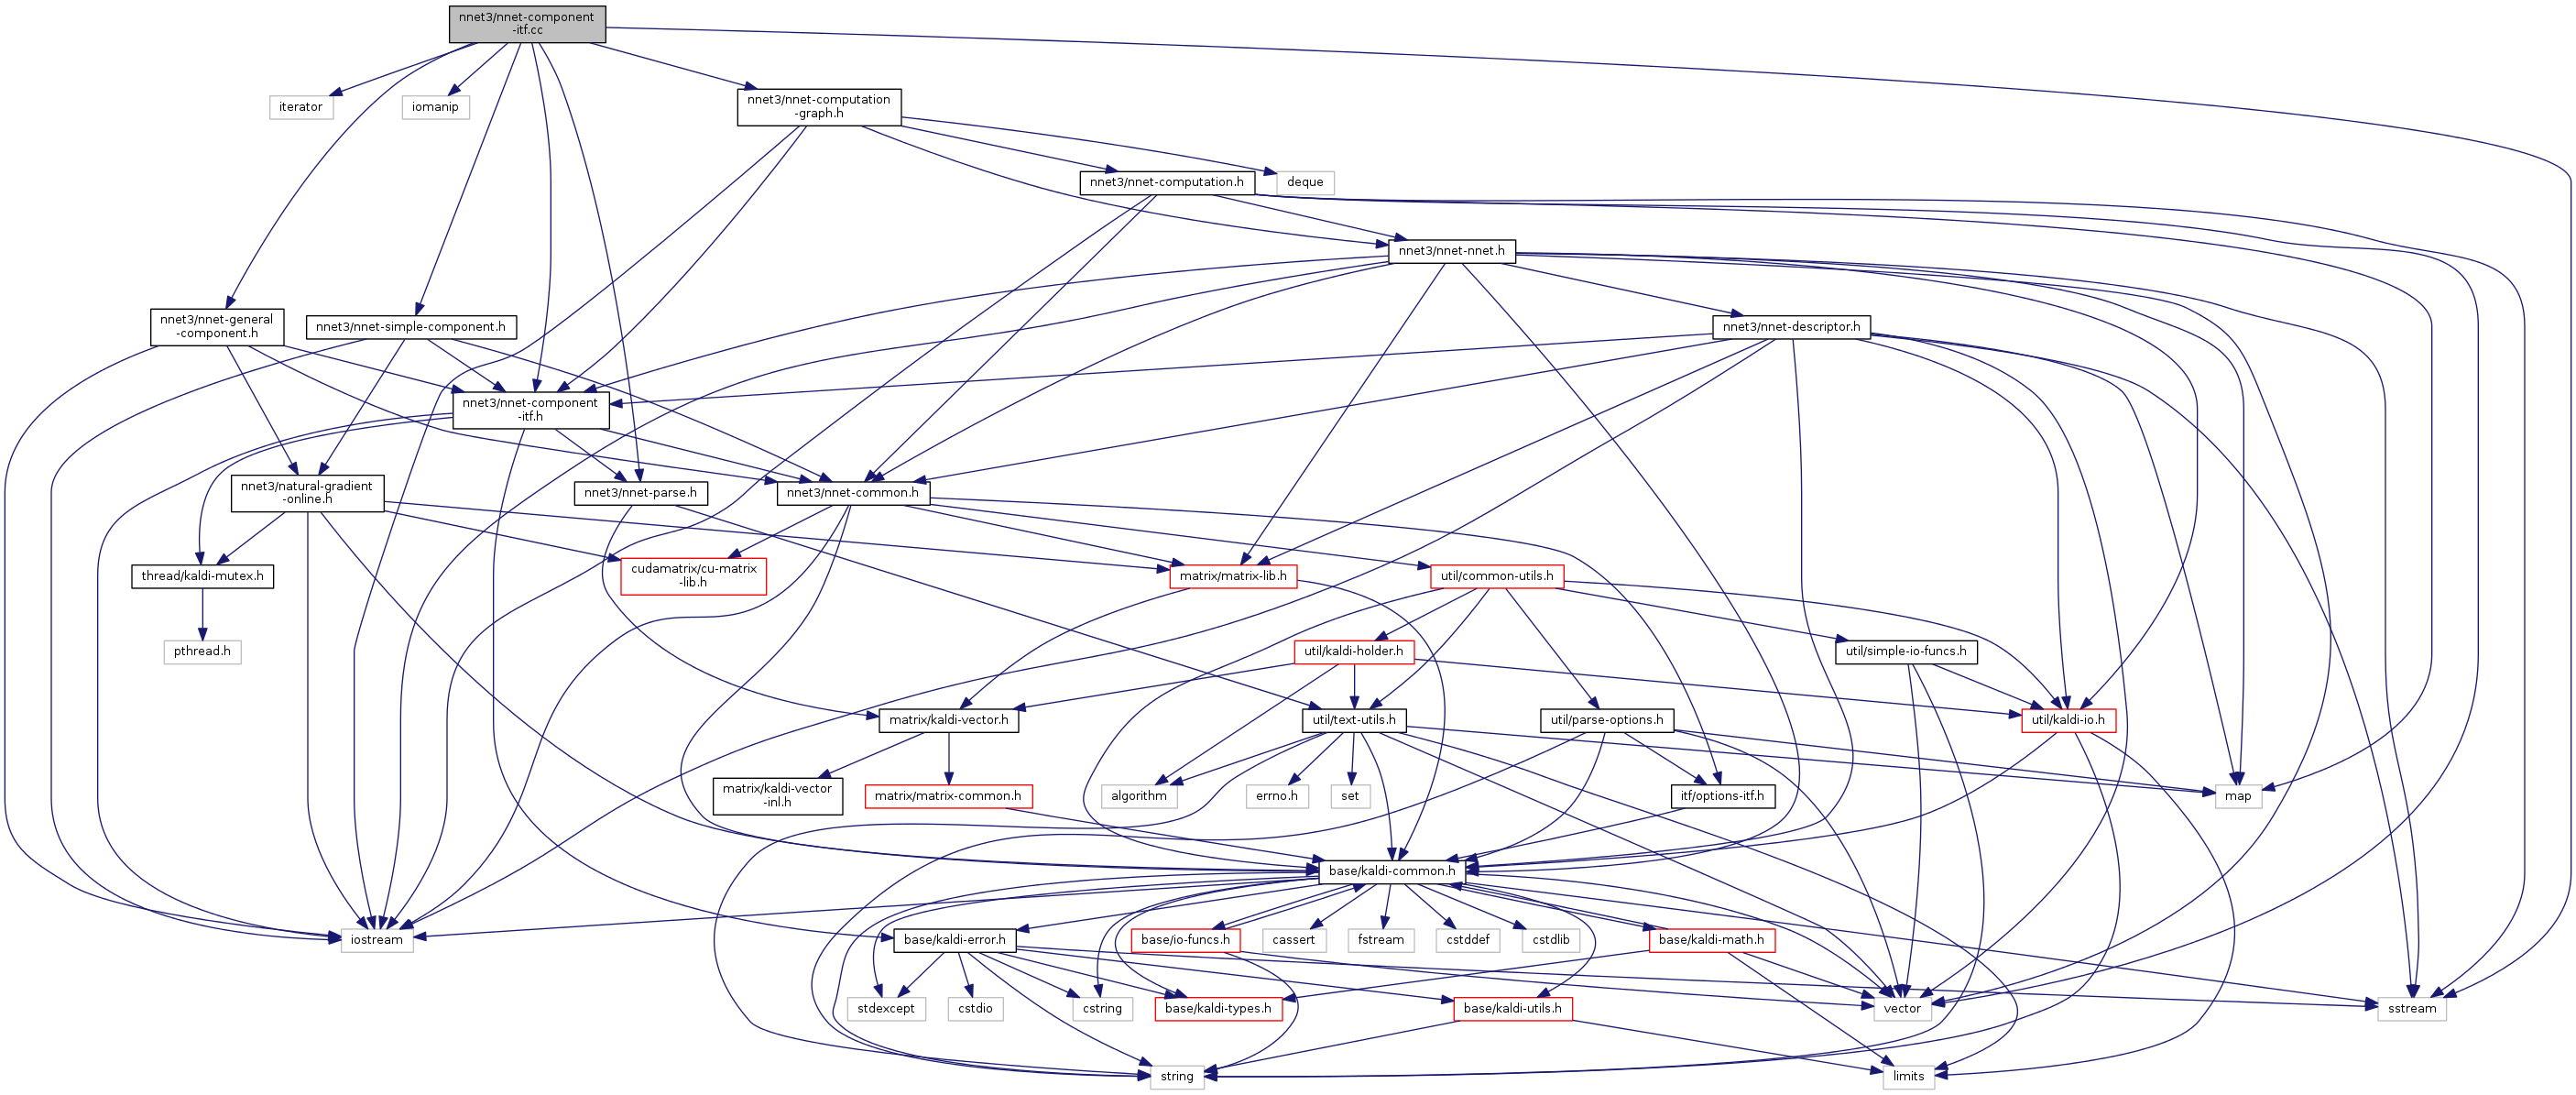 nnet3/nnet-component
-itf.cc
iterator
iomanip
nnet3/nnet-computation
-graph.h
nnet3/nnet-computation.h
deque
nnet3/nnet-nnet.h
nnet3/nnet-general
-component.h
nnet3/nnet-simple-component.h
nnet3/nnet-descriptor.h
nnet3/nnet-component
-itf.h
nnet3/natural-gradient
-online.h
nnet3/nnet-parse.h
nnet3/nnet-common.h
thread/kaldi-mutex.h
cudamatrix/cu-matrix
-lib.h
matrix/matrix-lib.h
util/common-utils.h
pthread.h
util/kaldi-holder.h
util/simple-io-funcs.h
matrix/kaldi-vector.h
util/text-utils.h
util/parse-options.h
util/kaldi-io.h
matrix/kaldi-vector
-inl.h
matrix/matrix-common.h
algorithm
errno.h
set
itf/options-itf.h
map
base/kaldi-common.h
iostream
base/kaldi-error.h
base/io-funcs.h
cassert
fstream
cstddef
cstdlib
base/kaldi-math.h
stdexcept
cstdio
cstring
base/kaldi-types.h
base/kaldi-utils.h
vector
sstream
string
limits